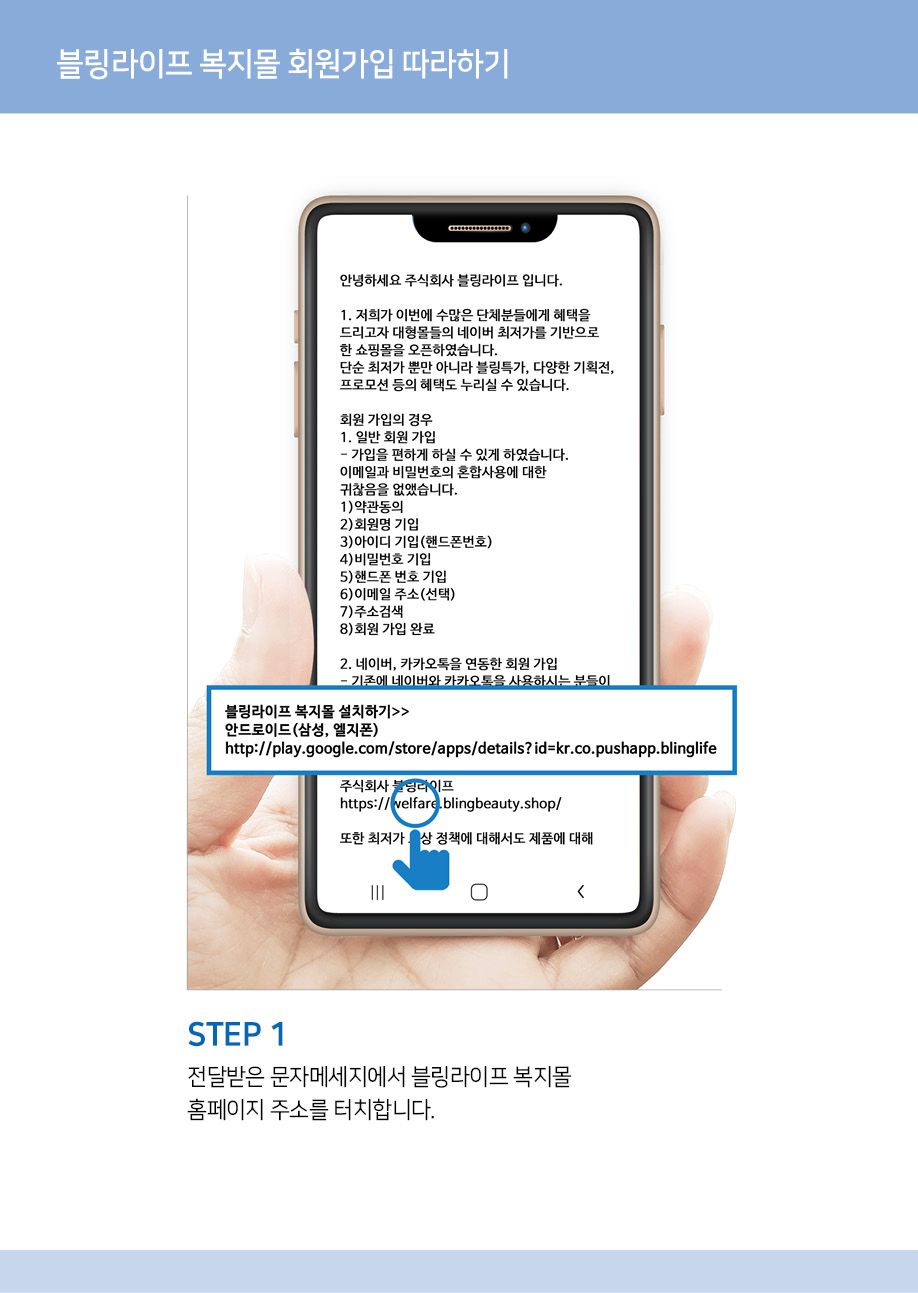 블링라이프 복지몰 회원가입 따라하기
안녕하세요 주식회사 블링라이프 입니다.
1. 저희가 이번에 수많은 단체분들에게 혜택을
드리고자 대형몰들의 네이버 최저가를 기반으로
한 쇼핑몰을 오픈하였습니다.
단순 최저가 뿐만 아니라 블링특가, 다양한 기획전,
프로모션 등의 혜택도 누리실 수 있습니다.
회원 가입의 경우
1. 일반 회원 가입
- 가입을 편하게 하실 수 있게 하였습니다.
이메일과 비밀번호의 혼합사용에 대한
귀찮음을 없앴습니다.
1)약관동의
2)회원명 기입
3)아이디 기입(핸드폰번호)
4)비밀번호 기입
5)핸드폰 번호 기입
6)이메일 주소(선택)
7)주소검색
8)회원 가입 완료
2. 네이버, 카카오톡을 연동한 회원 가입
- 기존에 네이버와 카카오톡을 사용하시는 분들이
블링라이프 복지몰 설치하기>>
안드로이드(삼성, 엘지폰)
http://play.google.com/store/apps/details?id=kr.co.pushapp.blinglife
주식회사 블링라이프
https://welfare.blingbeauty.shop/
또한 최저가 상 정책에 대해서도 제품에 대해
STEP 1
전달받은 문자메세지에서 블링라이프 복지몰
홈페이지 주소를 터치합니다.